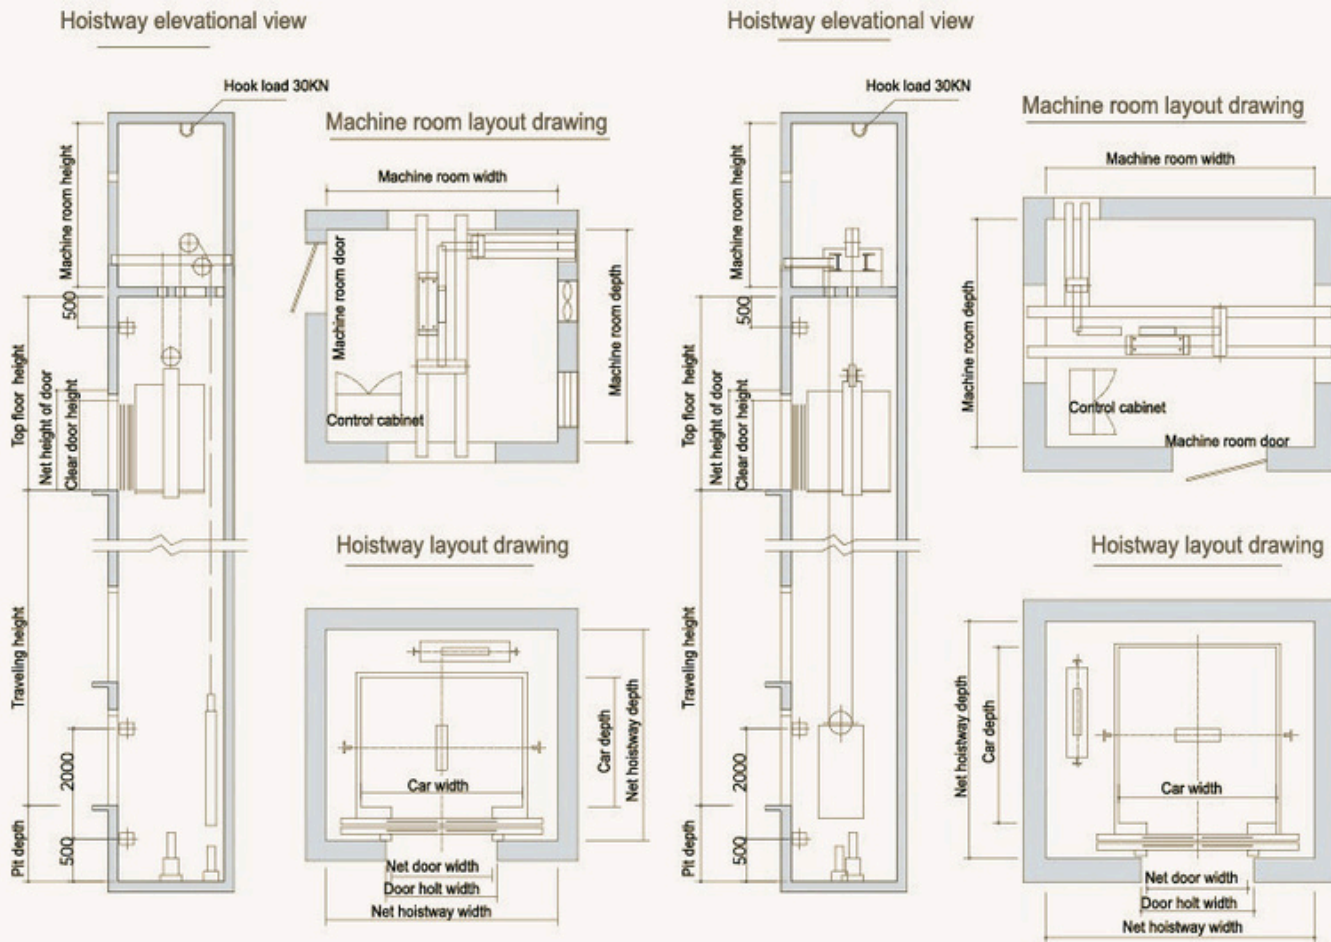 Hoistway elevational view
Hook load 30KN
Machine room height
500
Top floor height
Net height of door
Clear door height
Traveling height
2000
Pit depth
500
Machine room layout drawing
Machine room width
Machine room door
Machine room depth
Control cabinet
Hoistway layout drawing
Car depth
Net hoistway depth
Car width
Net door width
Door holt width
Net hoistway width
Hoistway elevational view
Hook load 30KN
Machine room height
500
Top floor height
Net height of door
Clear door height
Traveling height
2000
Pit depth
500
Machine room layout drawing
Machine room width
Machine room depth
Control cabinet
Machine room door
Hoistway layout drawing
Net hoistway depth
Car depth
Car width
Net door width
Door holt width
Net hoistway width